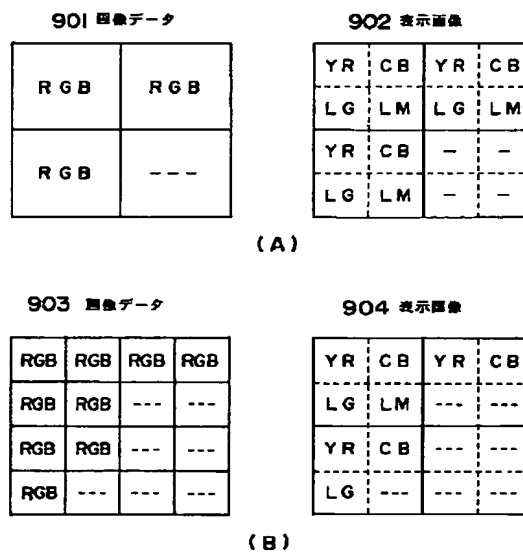 901 画像データ
902 表示画像
RGB RGB
RGB ---
YR CB YR CB
LG LM LG LM
YR CB - -
LG LM - -
(A)
903 画像データ
904 表示画像
RGB RGB RGB RGB
RGB RGB --- ---
RGB RGB --- ---
RGB --- --- ---
YR CB YR CB
LG LM --- ---
YR CB --- ---
LG --- --- ---
(B)